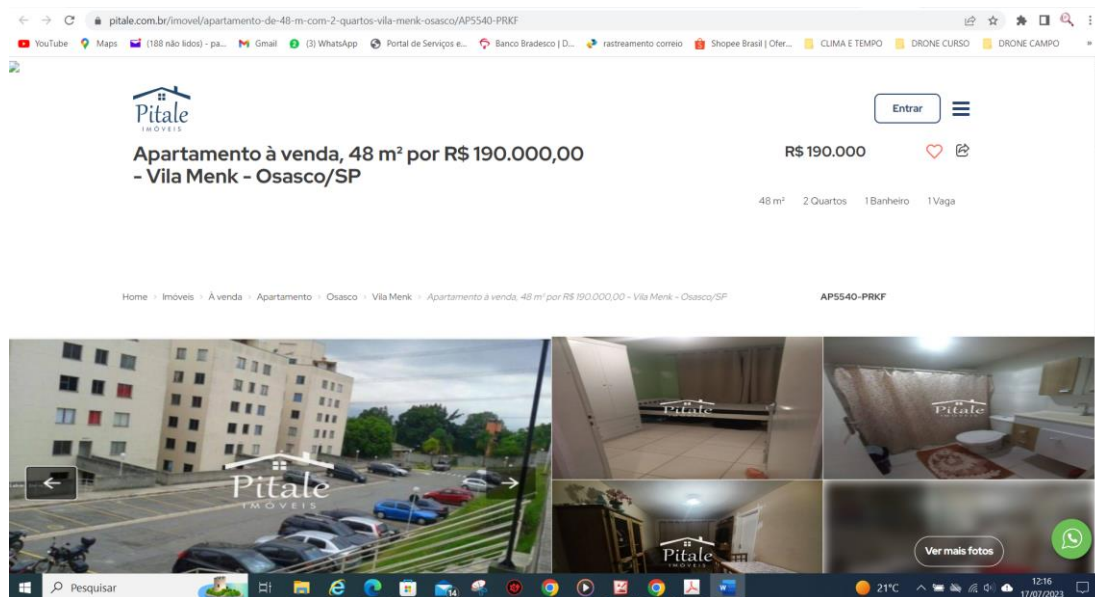 pitale.com.br/imovel/apartamento-de-48-m-com-2-quartos-vila-menk-osasco/AP5540-PRKF
YouTube Maps (188 não lidos) - pa... Gmail (3) WhatsApp Portal de Serviços e... Banco Bradesco | D... rastreamento correio Shopee Brasil | Ofer... CLIMA E TEMPO DRONE CURSO DRONE CAMPO »
Pitale
IMÓVEIS
Entrar
Apartamento à venda, 48 m² por R$ 190.000,00
- Vila Menk - Osasco/SP
R$ 190.000
48 m² 2 Quartos 1 Banheiro 1 Vaga
Home > Imóveis > À venda > Apartamento > Osasco > Vila Menk > Apartamento à venda, 48 m² por R$ 190.000,00 - Vila Menk - Osasco/SP
AP5540-PRKF
Pitale
Pitale
Pitale
IMÓVEIS
Pitale
IMÓVEIS
Ver mais fotos
Pesquisar
14
21°C
12:16
17/07/2023